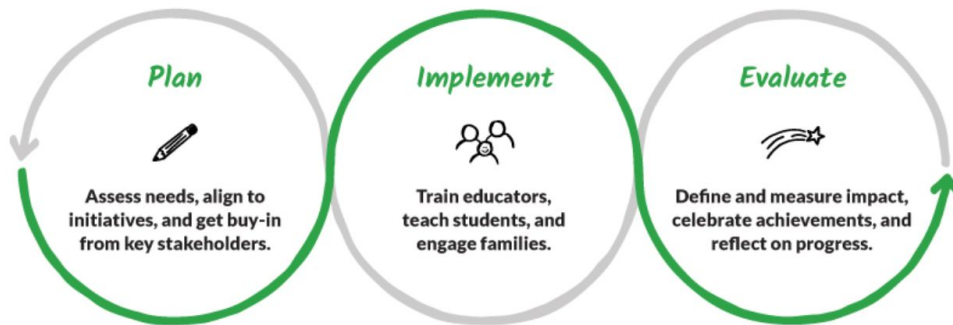 Plan
Assess needs, align to
initiatives, and get buy-in
from key stakeholders.
Implement
Train educators,
teach students, and
engage families.
Evaluate
Define and measure impact,
celebrate achievements, and
reflect on progress.